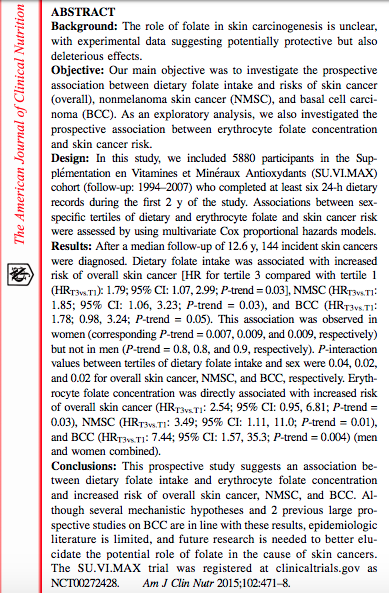 The American Journal of Clinical Nutrition
ABSTRACT
Background: The role of folate in skin carcinogenesis is unclear,
with experimental data suggesting potentially protective but also
deleterious effects.
Objective: Our main objective was to investigate the prospective
association between dietary folate intake and risks of skin cancer
(overall), nonmelanoma skin cancer (NMSC), and basal cell carci-
noma (BCC). As an exploratory analysis, we also investigated the
prospective association between erythrocyte folate concentration
and skin cancer risk.
Design: In this study, we included 5880 participants in the Sup-
plémentation en Vitamines et Minéraux Antioxydants (SU.VI.MAX)
cohort (follow-up: 1994–2007) who completed at least six 24-h dietary
records during the first 2 y of the study. Associations between sex-
specific tertiles of dietary and erythrocyte folate and skin cancer risk
were assessed by using multivariate Cox proportional hazards models.
Results: After a median follow-up of 12.6 y, 144 incident skin cancers
were diagnosed. Dietary folate intake was associated with increased
risk of overall skin cancer [HR for tertile 3 compared with tertile 1
(HRT3vs.T1): 1.79; 95% CI: 1.07, 2.99; P-trend = 0.03], NMSC (HRT3vs.T1:
1.85; 95% CI: 1.06, 3.23; P-trend = 0.03), and BCC (HRT3vs.T1:
1.78; 0.98, 3.24; P-trend = 0.05). This association was observed in
women (corresponding P-trend = 0.007, 0.009, and 0.009, respectively)
but not in men (P-trend = 0.8, 0.8, and 0.9, respectively). P-interaction
values between tertiles of dietary folate intake and sex were 0.04, 0.02,
and 0.02 for overall skin cancer, NMSC, and BCC, respectively. Eryth-
rocyte folate concentration was directly associated with increased risk
of overall skin cancer (HRT3vs.T1: 2.54; 95% CI: 0.95, 6.81; P-trend =
0.03), NMSC (HRT3vs.T1: 3.49; 95% CI: 1.11, 11.0; P-trend = 0.01),
and BCC (HRT3vs.T1: 7.44; 95% CI: 1.57, 35.3; P-trend = 0.004) (men
and women combined).
Conclusions: This prospective study suggests an association be-
tween dietary folate intake and erythrocyte folate concentration
and increased risk of overall skin cancer, NMSC, and BCC. Al-
though several mechanistic hypotheses and 2 previous large pro-
spective studies on BCC are in line with these results, epidemiologic
literature is limited, and future research is needed to better elu-
cidate the potential role of folate in the cause of skin cancers.
The SU.VI.MAX trial was registered at clinicaltrials.gov as
NCT00272428. Am J Clin Nutr 2015;102:471–8.